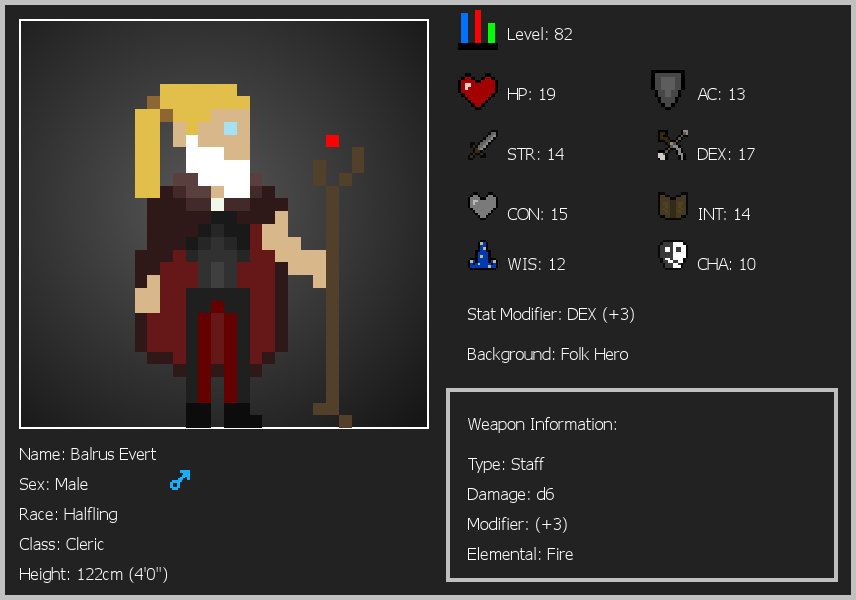 Level: 82
HP: 19
AC: 13
STR: 14
DEX: 17
CON: 15
INT: 14
WIS: 12
CHA: 10
Stat Modifier: DEX (+3)
Background: Folk Hero
Weapon Information:
Type: Staff
Damage: d6
Modifier: (+3)
Elemental: Fire
Name: Balrus Evert
Sex: Male
Race: Halfling
Class: Cleric
Height: 122cm (4'0")